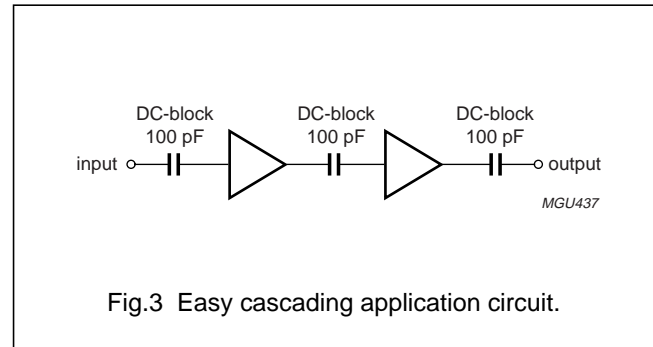 DC-block DC-block DC-block
100 pF 100 pF 100 pF
input output
MGU437
Fig.3 Easy cascading application circuit.